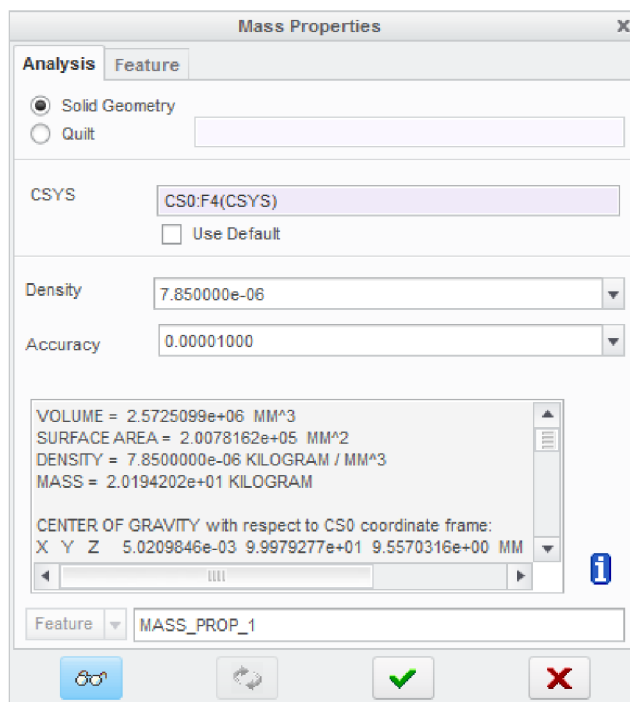 Mass Properties
Analysis Feature
Solid Geometry
Quilt
CSYS CS0:F4(CSYS)
Use Default
Density 7.850000e-06
Accuracy 0.00001000
VOLUME = 2.5725099e+06 MM^3
SURFACE AREA = 2.0078162e+05 MM^2
DENSITY = 7.8500000e-06 KILOGRAM / MM^3
MASS = 2.0194202e+01 KILOGRAM
CENTER OF GRAVITY with respect to CS0 coordinate frame:
X Y Z 5.0209846e-03 9.9979277e+01 9.5570316e+00 MM
Feature MASS_PROP_1